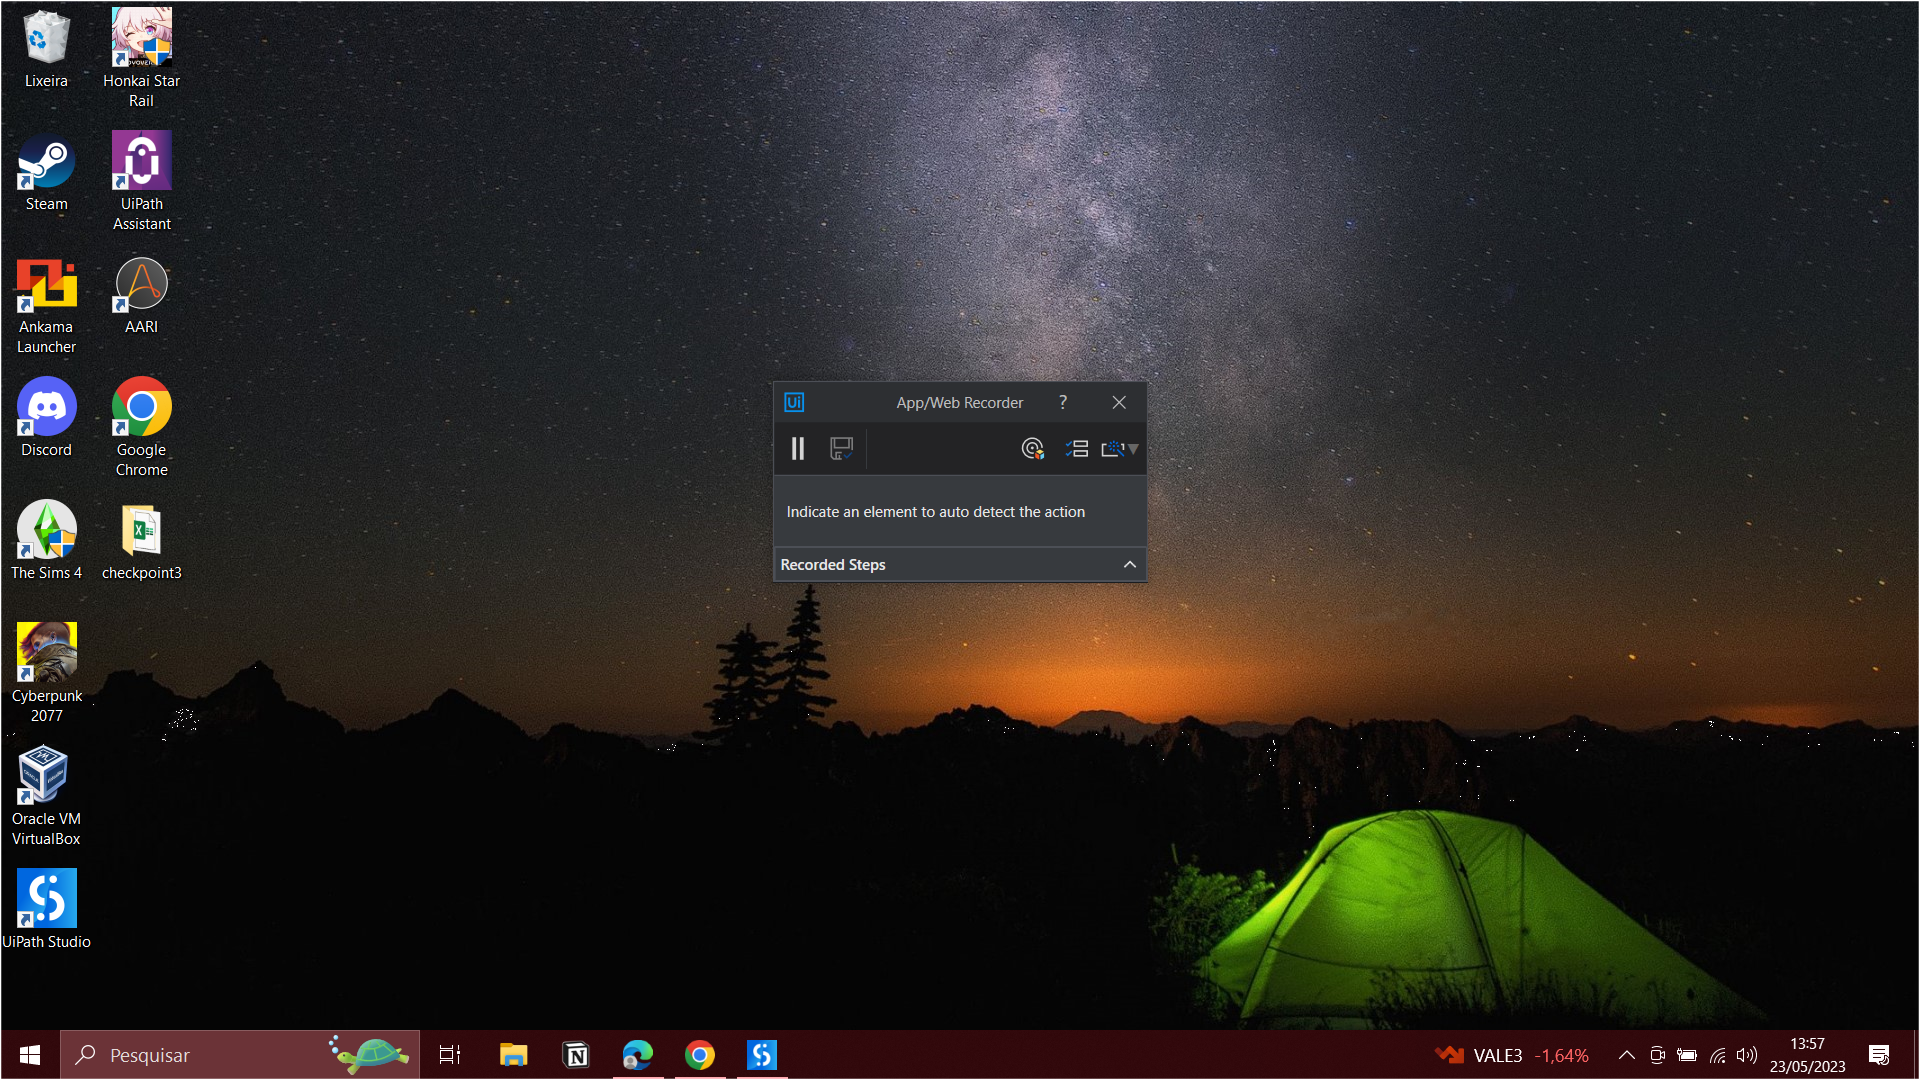 Lixeira
Honkai Star
Rail
Steam
UiPath
Assistant
Ankama
Launcher
AARI
Discord
Google
Chrome
The Sims 4
checkpoint3
Cyberpunk
2077
Oracle VM
VirtualBox
UiPath Studio
Ui
App/Web Recorder
?
Indicate an element to auto detect the action
Recorded Steps
Pesquisar
VALE3 -1,64%
13:57
23/05/2023